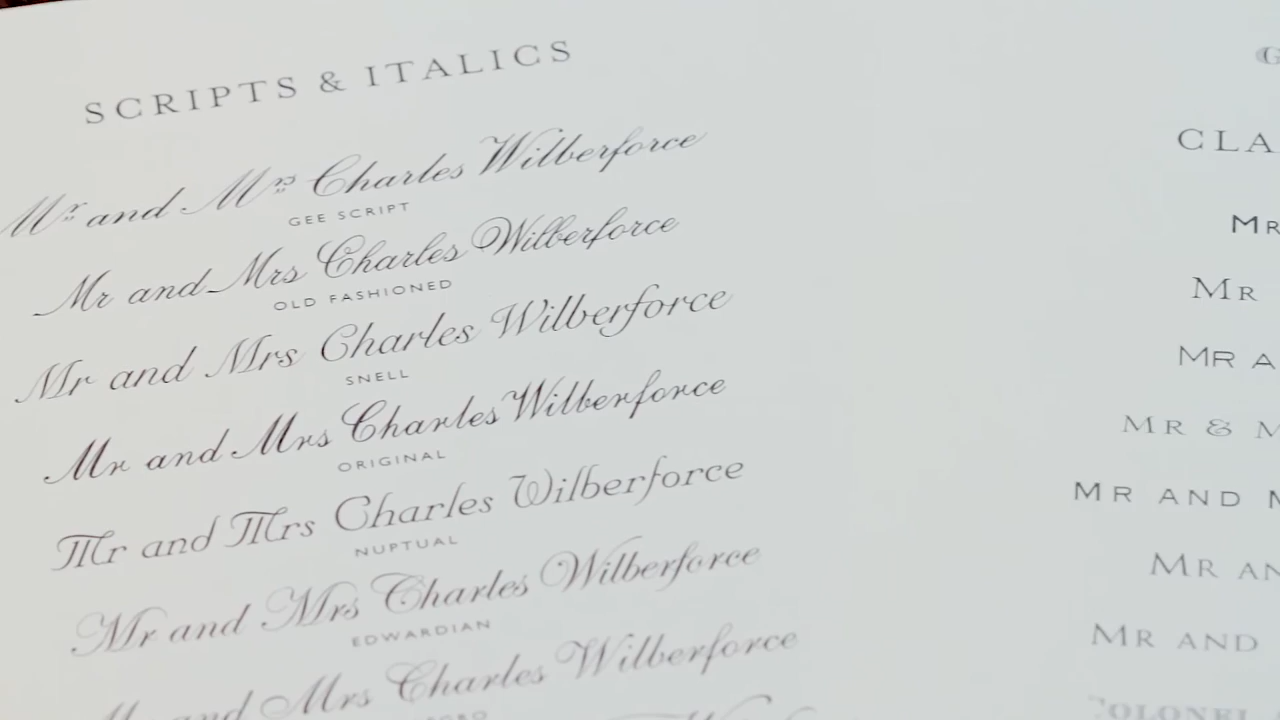 SCRIPTS & ITALICS
Mr and Mrs Charles Wilberforce
GEE SCRIPT
Mr and Mrs Charles Wilberforce
OLD FASHIONED
Mr and Mrs Charles Wilberforce
SNELL
Mr and Mrs Charles Wilberforce
ORIGINAL
Mr and Mrs Charles Wilberforce
NUPTUAL
Mr and Mrs Charles Wilberforce
EDWARDIAN
and Mrs Charles Wilberforce
G
CLA
MR
MR
MR A
MR & M
MR AND M
MR AN
MR AND
COLONEL